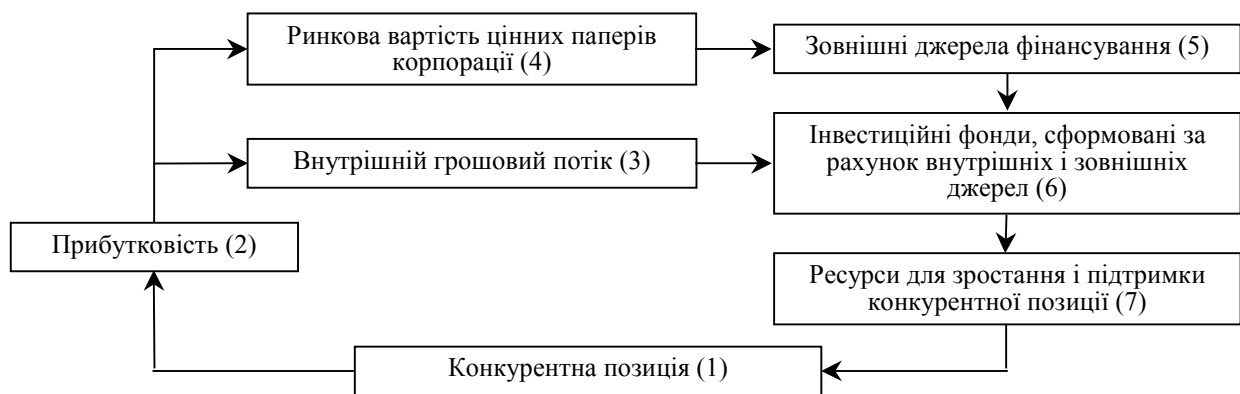 Ринкова вартість цінних паперів
корпорації (4)
Зовнішні джерела фінансування (5)
Внутрішній грошовий потік (3)
Інвестиційні фонди, сформовані за
рахунок внутрішніх і зовнішніх
джерел (6)
Прибутковість (2)
Ресурси для зростання і підтримки
конкурентної позиції (7)
Конкурентна позиція (1)